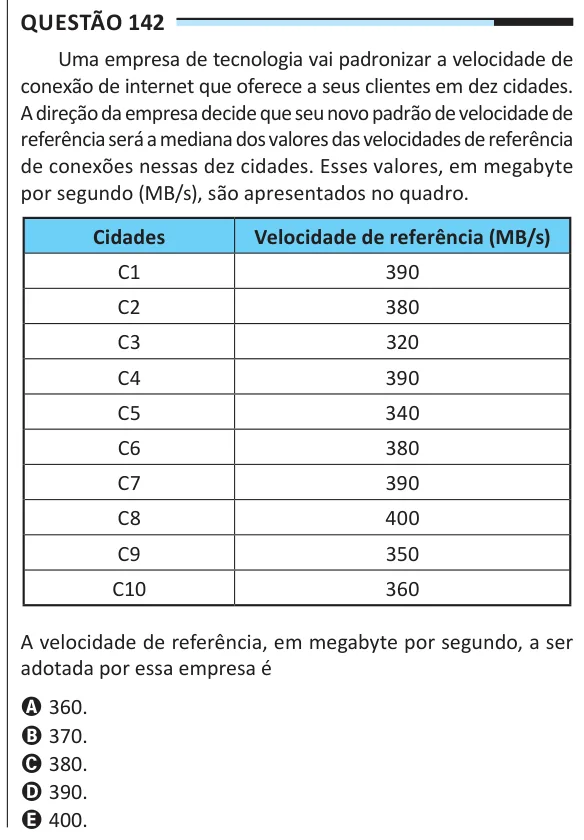 QUESTÃO 142
Uma empresa de tecnologia vai padronizar a velocidade de
conexão de internet que oferece a seus clientes em dez cidades.
A direção da empresa decide que seu novo padrão de velocidade de
referência será a mediana dos valores das velocidades de referência
de conexões nessas dez cidades. Esses valores, em megabyte
por segundo (MB/s), são apresentados no quadro.
Cidades Velocidade de referência (MB/s)
C1 390
C2 380
C3 320
C4 390
C5 340
C6 380
C7 390
C8 400
C9 350
C10 360
A velocidade de referência, em megabyte por segundo, a ser
adotada por essa empresa é
A 360.
B 370.
C 380.
D 390.
E 400.